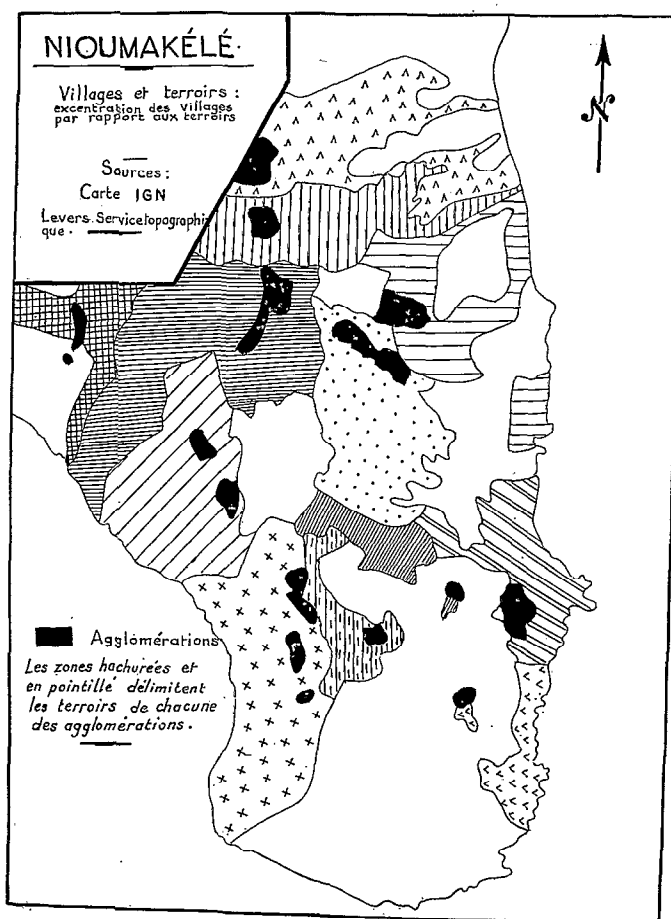 NIOUMAKÉLÉ.
Villages et terroirs :
excentration des villages
par rapport aux terroirs
Sources :
Carte IGN
Levers Service topographi
que.
N
Agglomérations
Les zones hachurées et
en pointillé délimitent
les terroirs de chacune
des agglomérations.